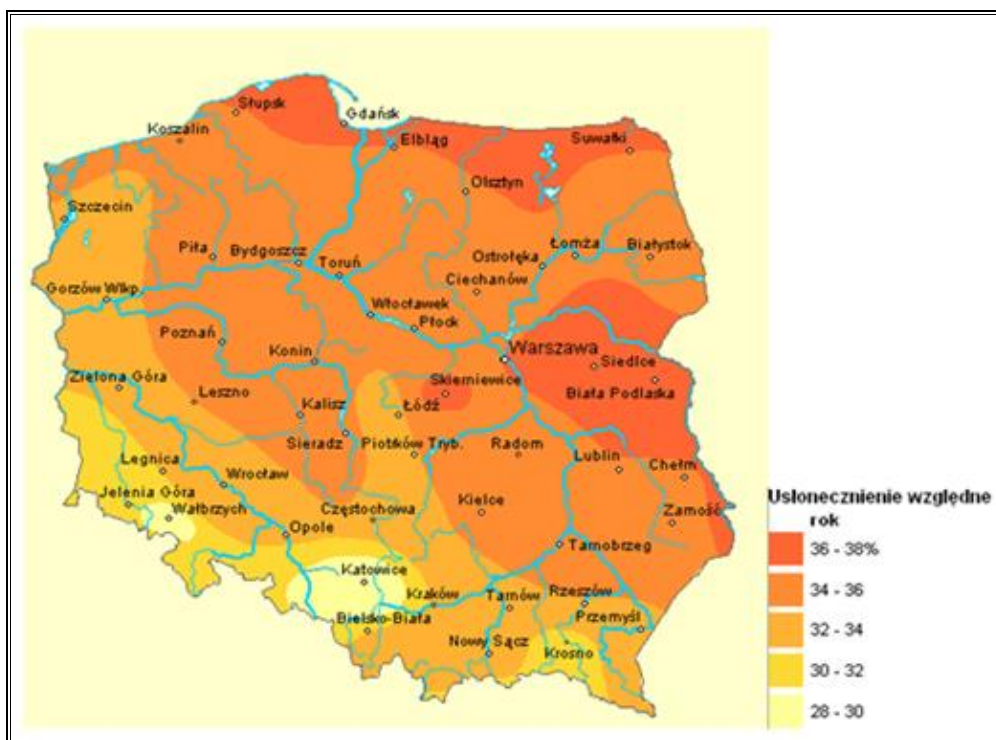 Słupsk
Gdańsk
Koszalin
Elbląg
Suwałki
Olsztyn
Szczecin
Piła
Bydgoszcz
Toruń
Ostrołęka
Łomża
Białystok
Ciechanów
Gorzów Wlkp.
Włocławek
Płock
Poznań
Konin
Warszawa
Siedlce
Zielona Góra
Leszno
Skierniewice
Biała Podlaska
Kalisz
Łódź
Sieradz
Piotrków Tryb.
Radom
Lublin
Chełm
Legnica
Wrocław
Jelenia Góra
Wałbrzych
Częstochowa
Kielce
Zamość
Opole
Tarnobrzeg
Katowice
Kraków
Tarnów
Rzeszów
Przemyśl
Bielsko-Biała
Nowy Sącz
Krosno
Usłonecznienie względne
rok
36 - 38%
34 - 36
32 - 34
30 - 32
28 - 30